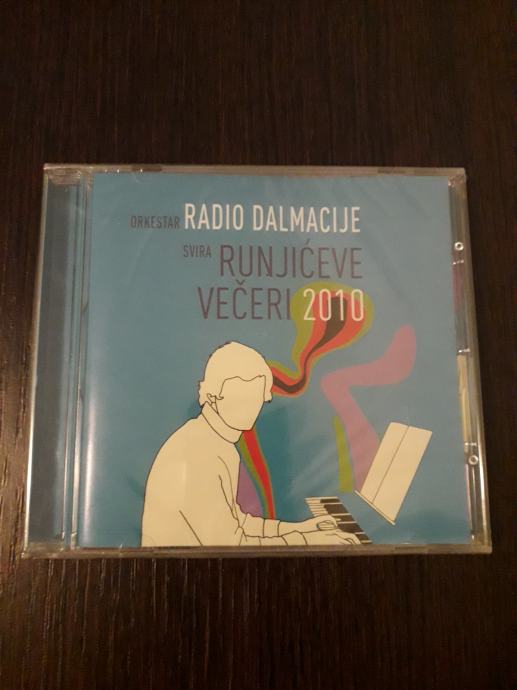 ORKESTAR RADIO DALMACIJE
SVIRA RUNJIĆEVE
VEČERI 2010